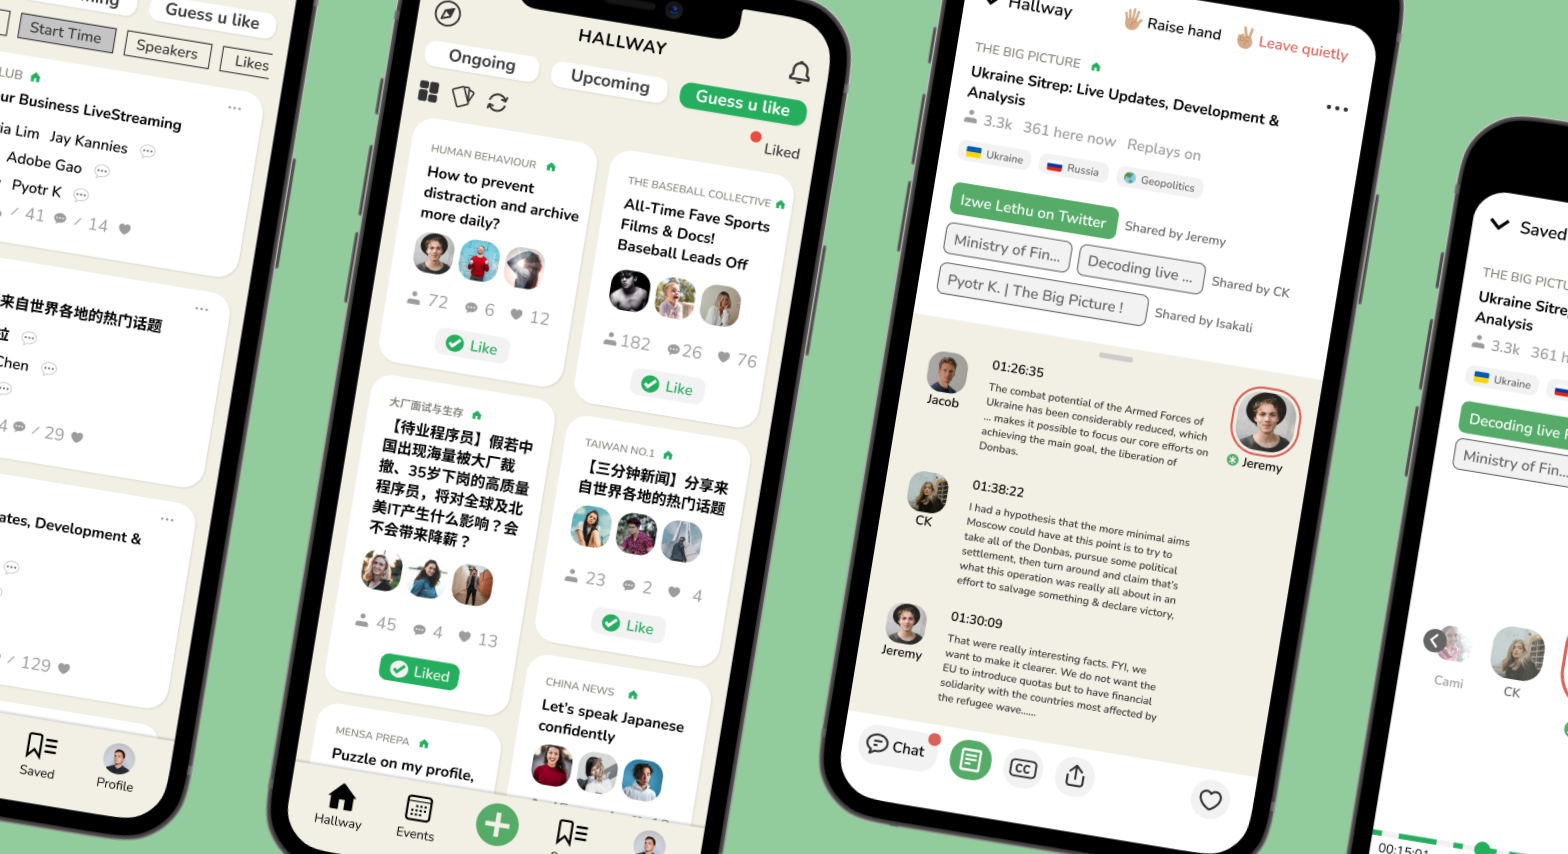 Guess u like
Start Time
Speakers
Likes
ur Business LiveStreaming
Lim
Jay Kannies
Adobe Gao
Pyotr K
41
14
来自世界各地的热门话题
Chen
29
Development &
129
Saved
Profile
HALLWAY
Ongoing
Upcoming
Guess u like
Liked
HUMAN BEHAVIOUR
How to prevent
distraction and archive
more daily?
72
6
12
Like
THE BASEBALL COLLECTIVE
All-Time Fave Sports
Films & Docs!
Baseball Leads Off
182
26
76
Like
大厂面试与生存
【待业程序员】假若中
国出现海量被大厂裁
撤、35岁下岗的高质量
程序员，将对全球及北
美IT产生什么影响？会
不会带来降薪？
45
4
13
Liked
TAIWAN NO.1
【三分钟新闻】分享来
自世界各地的热门话题
23
2
4
Like
MENSA PREPA
Puzzle on my profile,
CHINA NEWS
Let's speak Japanese
confidently
Hallway
Events
Hallway
Raise hand
Leave quietly
THE BIG PICTURE
Ukraine Sitrep: Live Updates, Development &
Analysis
3.3k
361 here now
Replays on
Ukraine
Russia
Geopolitics
Izwe Lethu on Twitter
Shared by Jeremy
Ministry of Fin...
Decoding live ...
Shared by CK
Pyotr K. | The Big Picture !
Shared by Isakali
Jacob
01:26:35
The combat potential of the Armed Forces of
Ukraine has been considerably reduced, which
... makes it possible to focus our core efforts on
achieving the main goal, the liberation of
Donbas.
Jeremy
CK
01:38:22
I had a hypothesis that the more minimal aims
Moscow could have at this point is to try to
take all of the Donbas, pursue some political
settlement, then turn around and claim that's
what this operation was really all about in an
effort to salvage something & declare victory,
Jeremy
01:30:09
That were really interesting facts. FYI, we
want to make it clearer. We do not want the
EU to introduce quotas but to have financial
solidarity with the countries most affected by
the refugee wave......
Chat
CC
Saved
THE BIG PICTU
Ukraine Sitre
Analysis
3.3k
361 h
Ukraine
Decoding live
Ministry of Fin...
Cami
CK
00:15:01